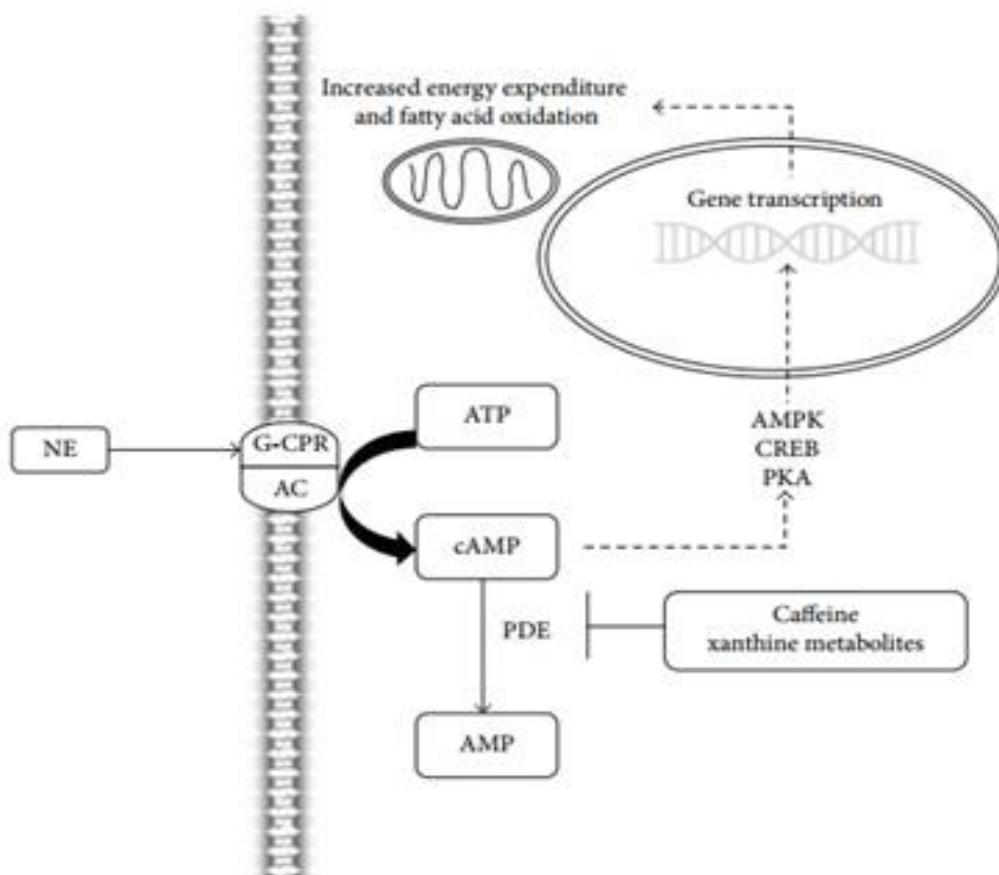 Increased energy expenditure
and fatty acid oxidation
Gene transcription
ATP
NE
G-CPR
AC
AMPK
CREB
PKA
cAMP
PDE
Caffeine
xanthine metabolites
AMP